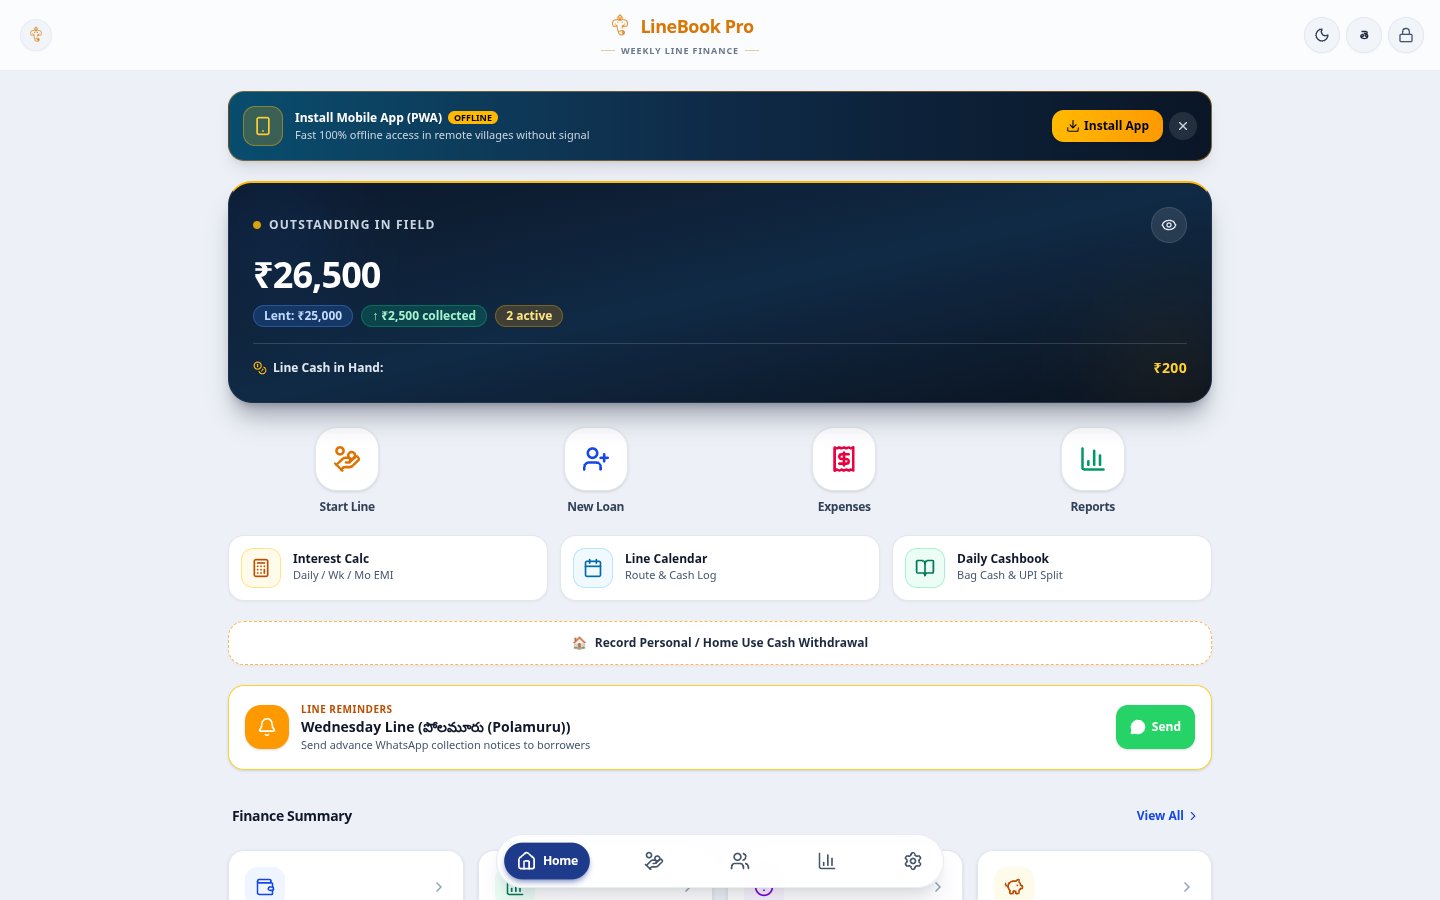 LineBook Pro
WEEKLY LINE FINANCE
Install Mobile App (PWA) OFFLINE
Fast 100% offline access in remote villages without signal
Install App
OUTSTANDING IN FIELD
₹26,500
Lent: ₹25,000 ↑ ₹2,500 collected 2 active
Line Cash in Hand: ₹200
Start Line New Loan Expenses Reports
Interest Calc
Daily / Wk / Mo EMI
Line Calendar
Route & Cash Log
Daily Cashbook
Bag Cash & UPI Split
Record Personal / Home Use Cash Withdrawal
LINE REMINDERS
Wednesday Line (పోలమూరు (Polamuru))
Send advance WhatsApp collection notices to borrowers
Send
Finance Summary View All
Home